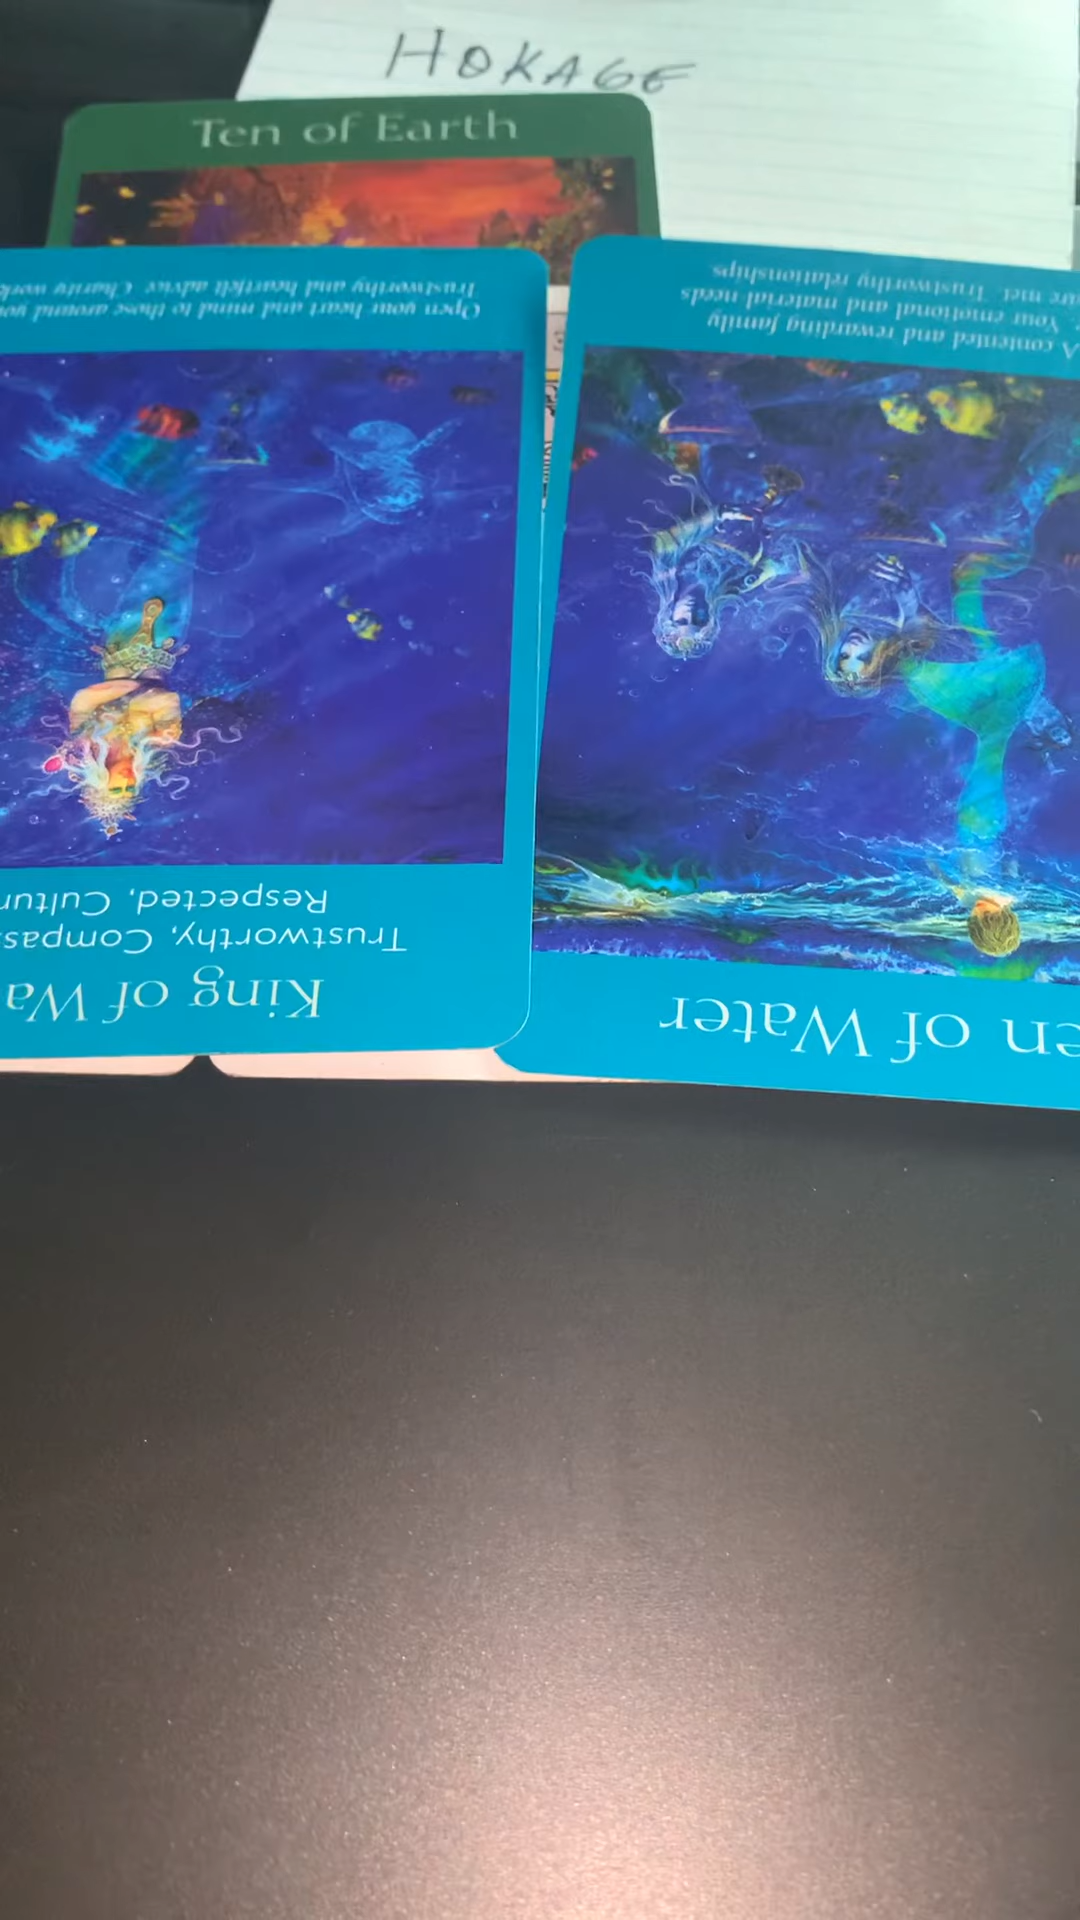 HOKAGE
Ten of Earth
King of Wa
Trustworthy, Compass
Respected, Cultur
Open your heart and mind to those around you
Trustworthy and heartfelt advice. Charity work
en of Water
A contented and rewarding family
Your emotional and material needs
are met. Trustworthy relationships.